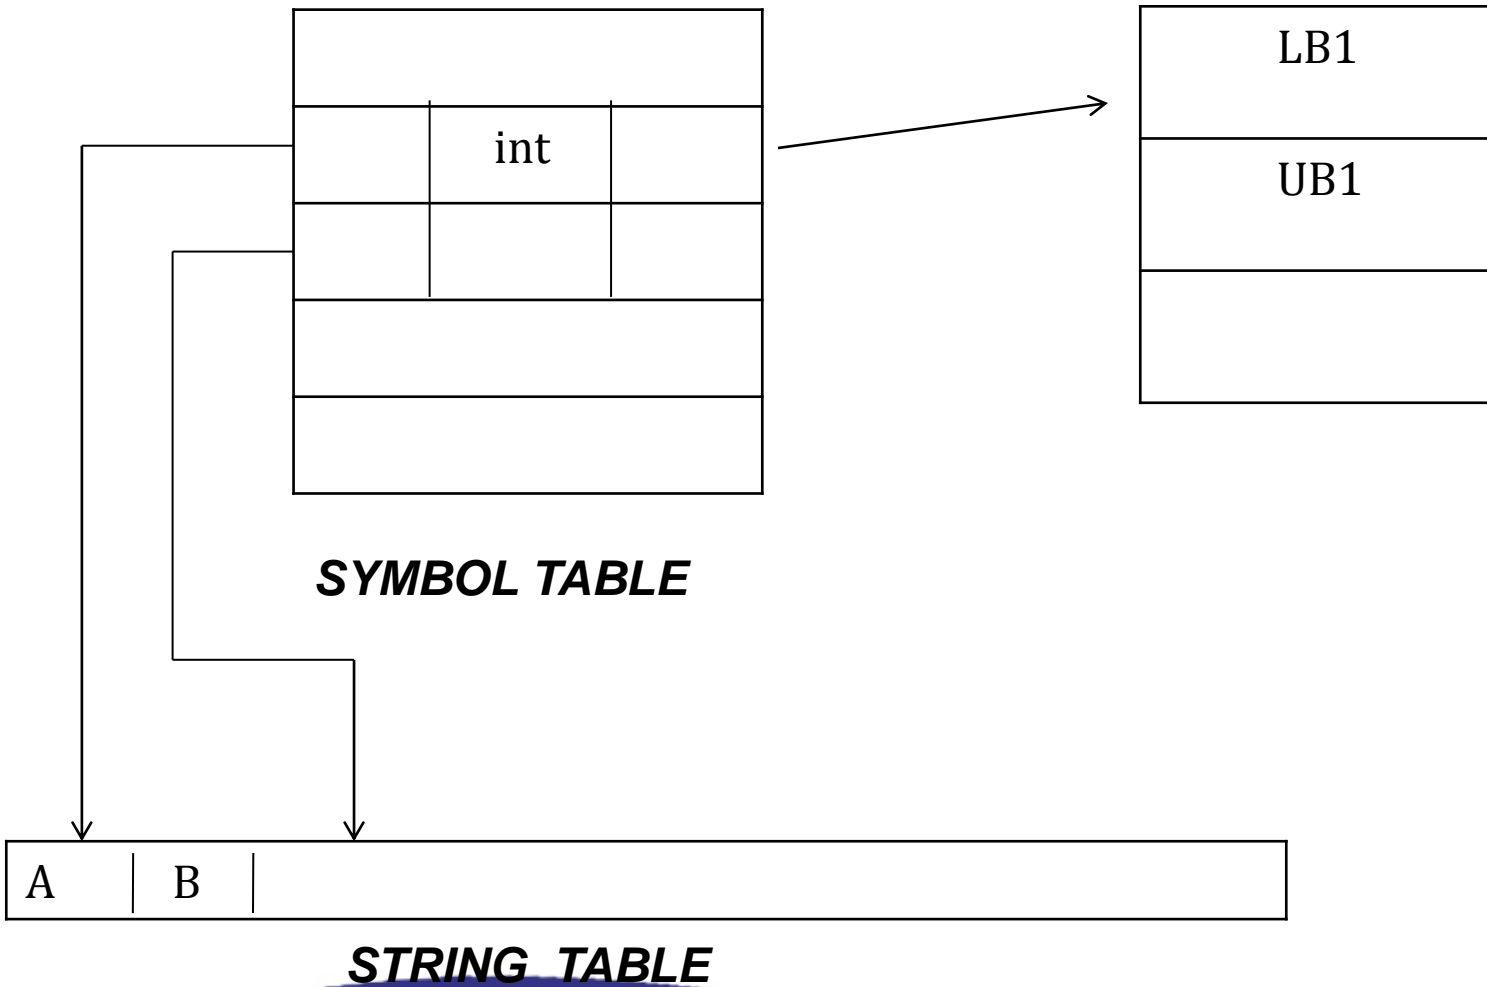 LB1
int
UB1
SYMBOL TABLE
A B
STRING TABLE